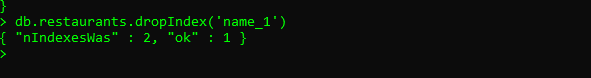 }
> db.restaurants.dropIndex('name_1')
{ "nIndexesWas" : 2, "ok" : 1 }
>